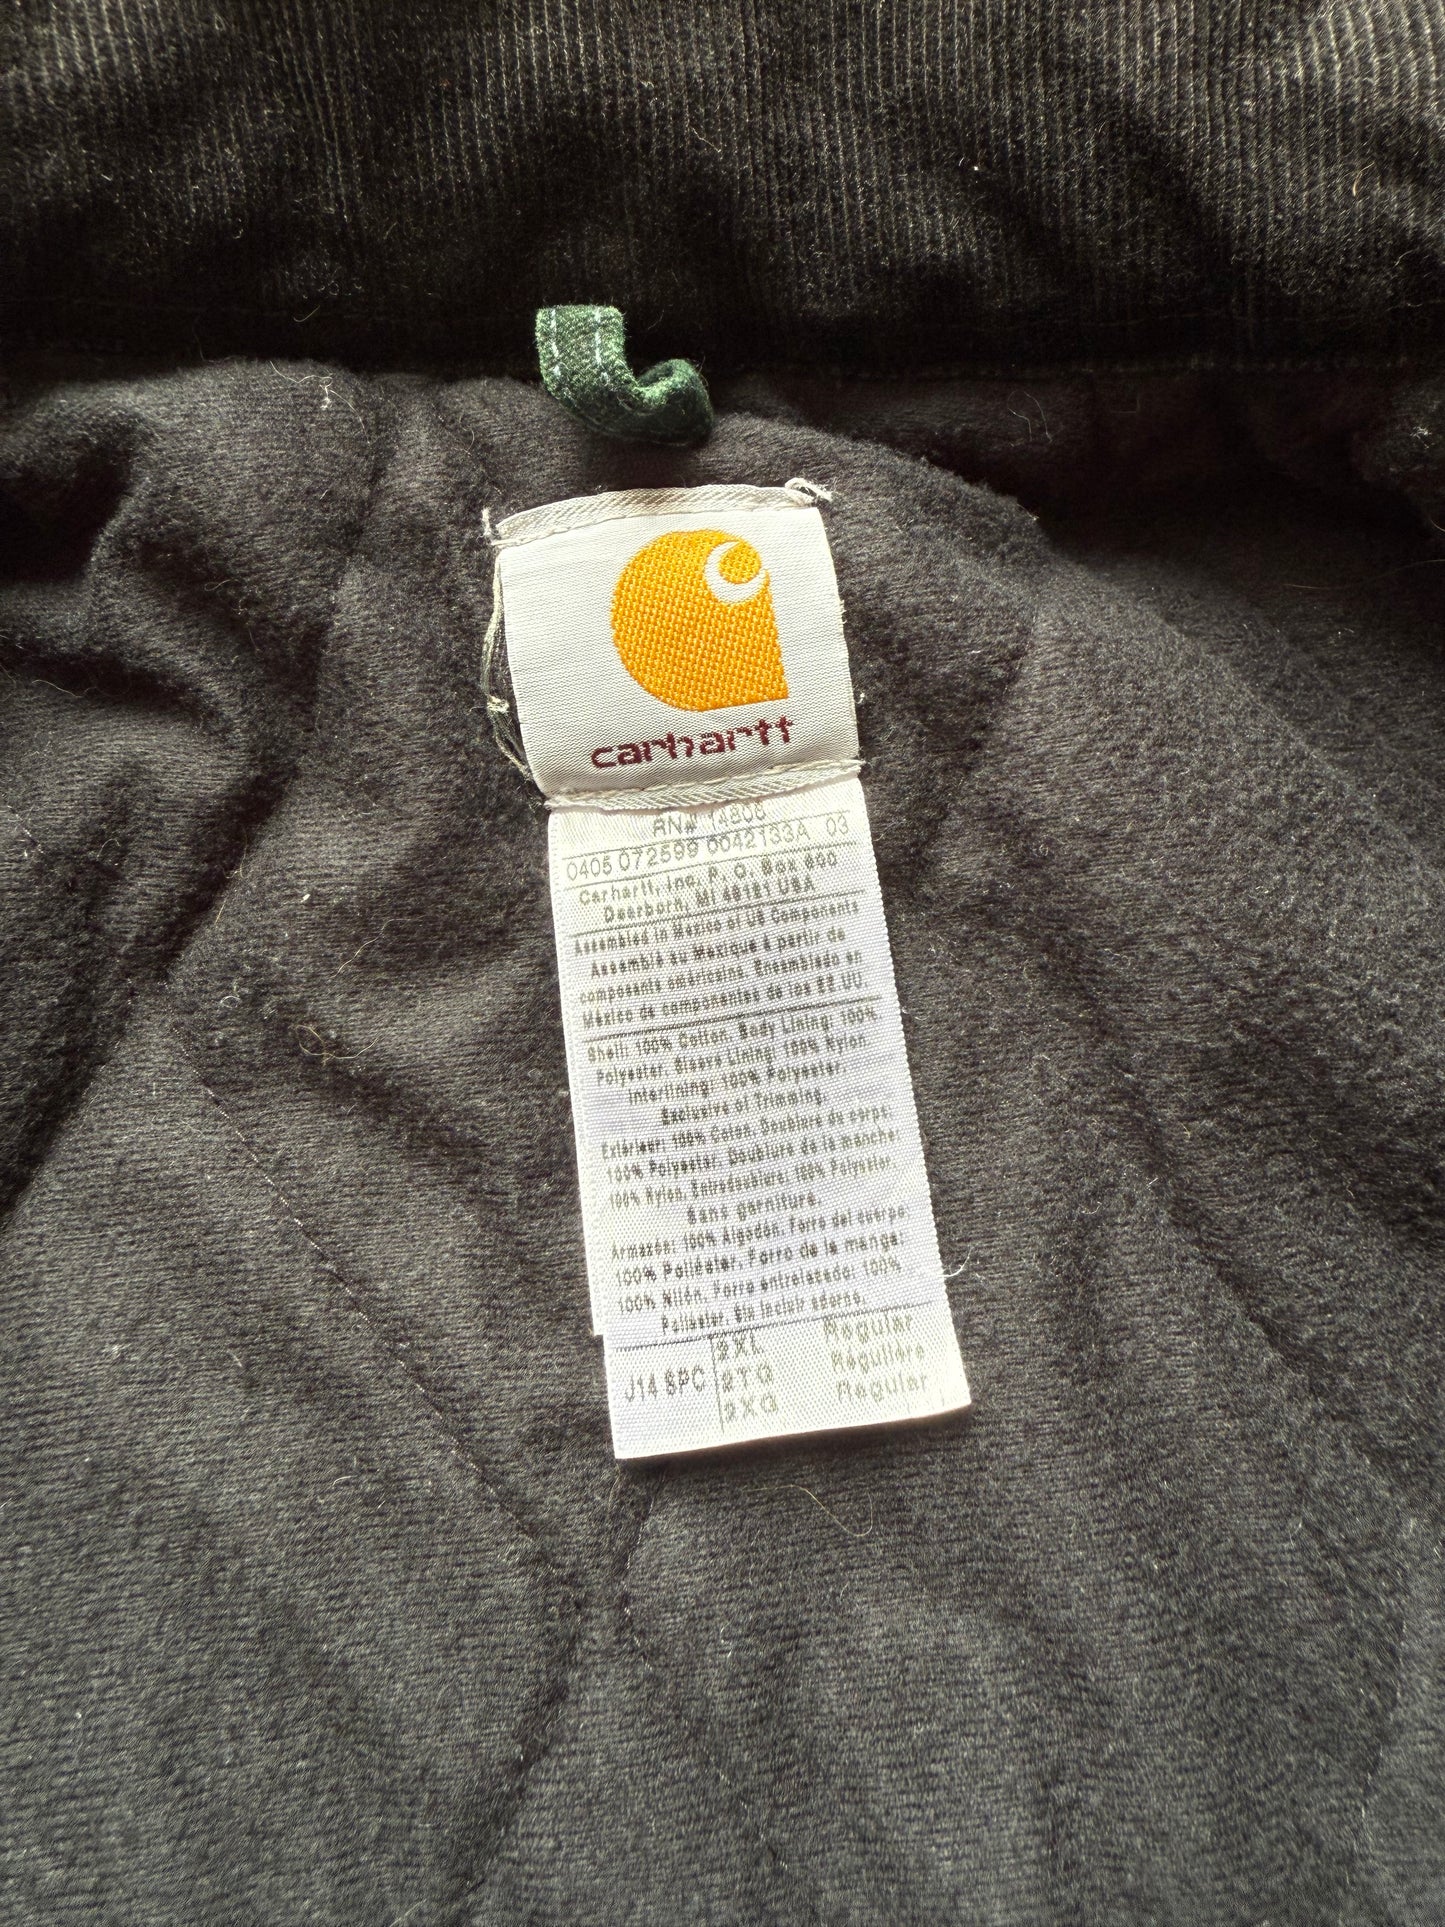 carhartt
RN# 14806
0405 072599 0042133A 03
Carhartt, Inc. P. O. Box 600
Dearborn, MI 48121 USA
Assembled in Mexico of US Components
Assemblé au Mexique à partir de
composants américains. Ensamblado en
México de componentes de los EE.UU.
Shell: 100% Cotton. Body Lining: 100%
Polyester. Sleeve Lining: 100% Nylon
Interlining: 100% Polyester.
Exclusive of Trimming.
Extérieur: 100% Coton. Doublure de corps:
100% Polyester. Doublure de la manche:
100% Nylon. Entredoublure: 100% Polyester.
Sans garniture.
Armazón: 100% Algodón. Forro del cuerpo:
100% Poliéster. Forro de la manga:
100% Nilón. Forro entrelazado: 100%
Poliester. Sin incluir adorno.
2XL Regular
J14 SPC 2TG Régulière
2XG Regular